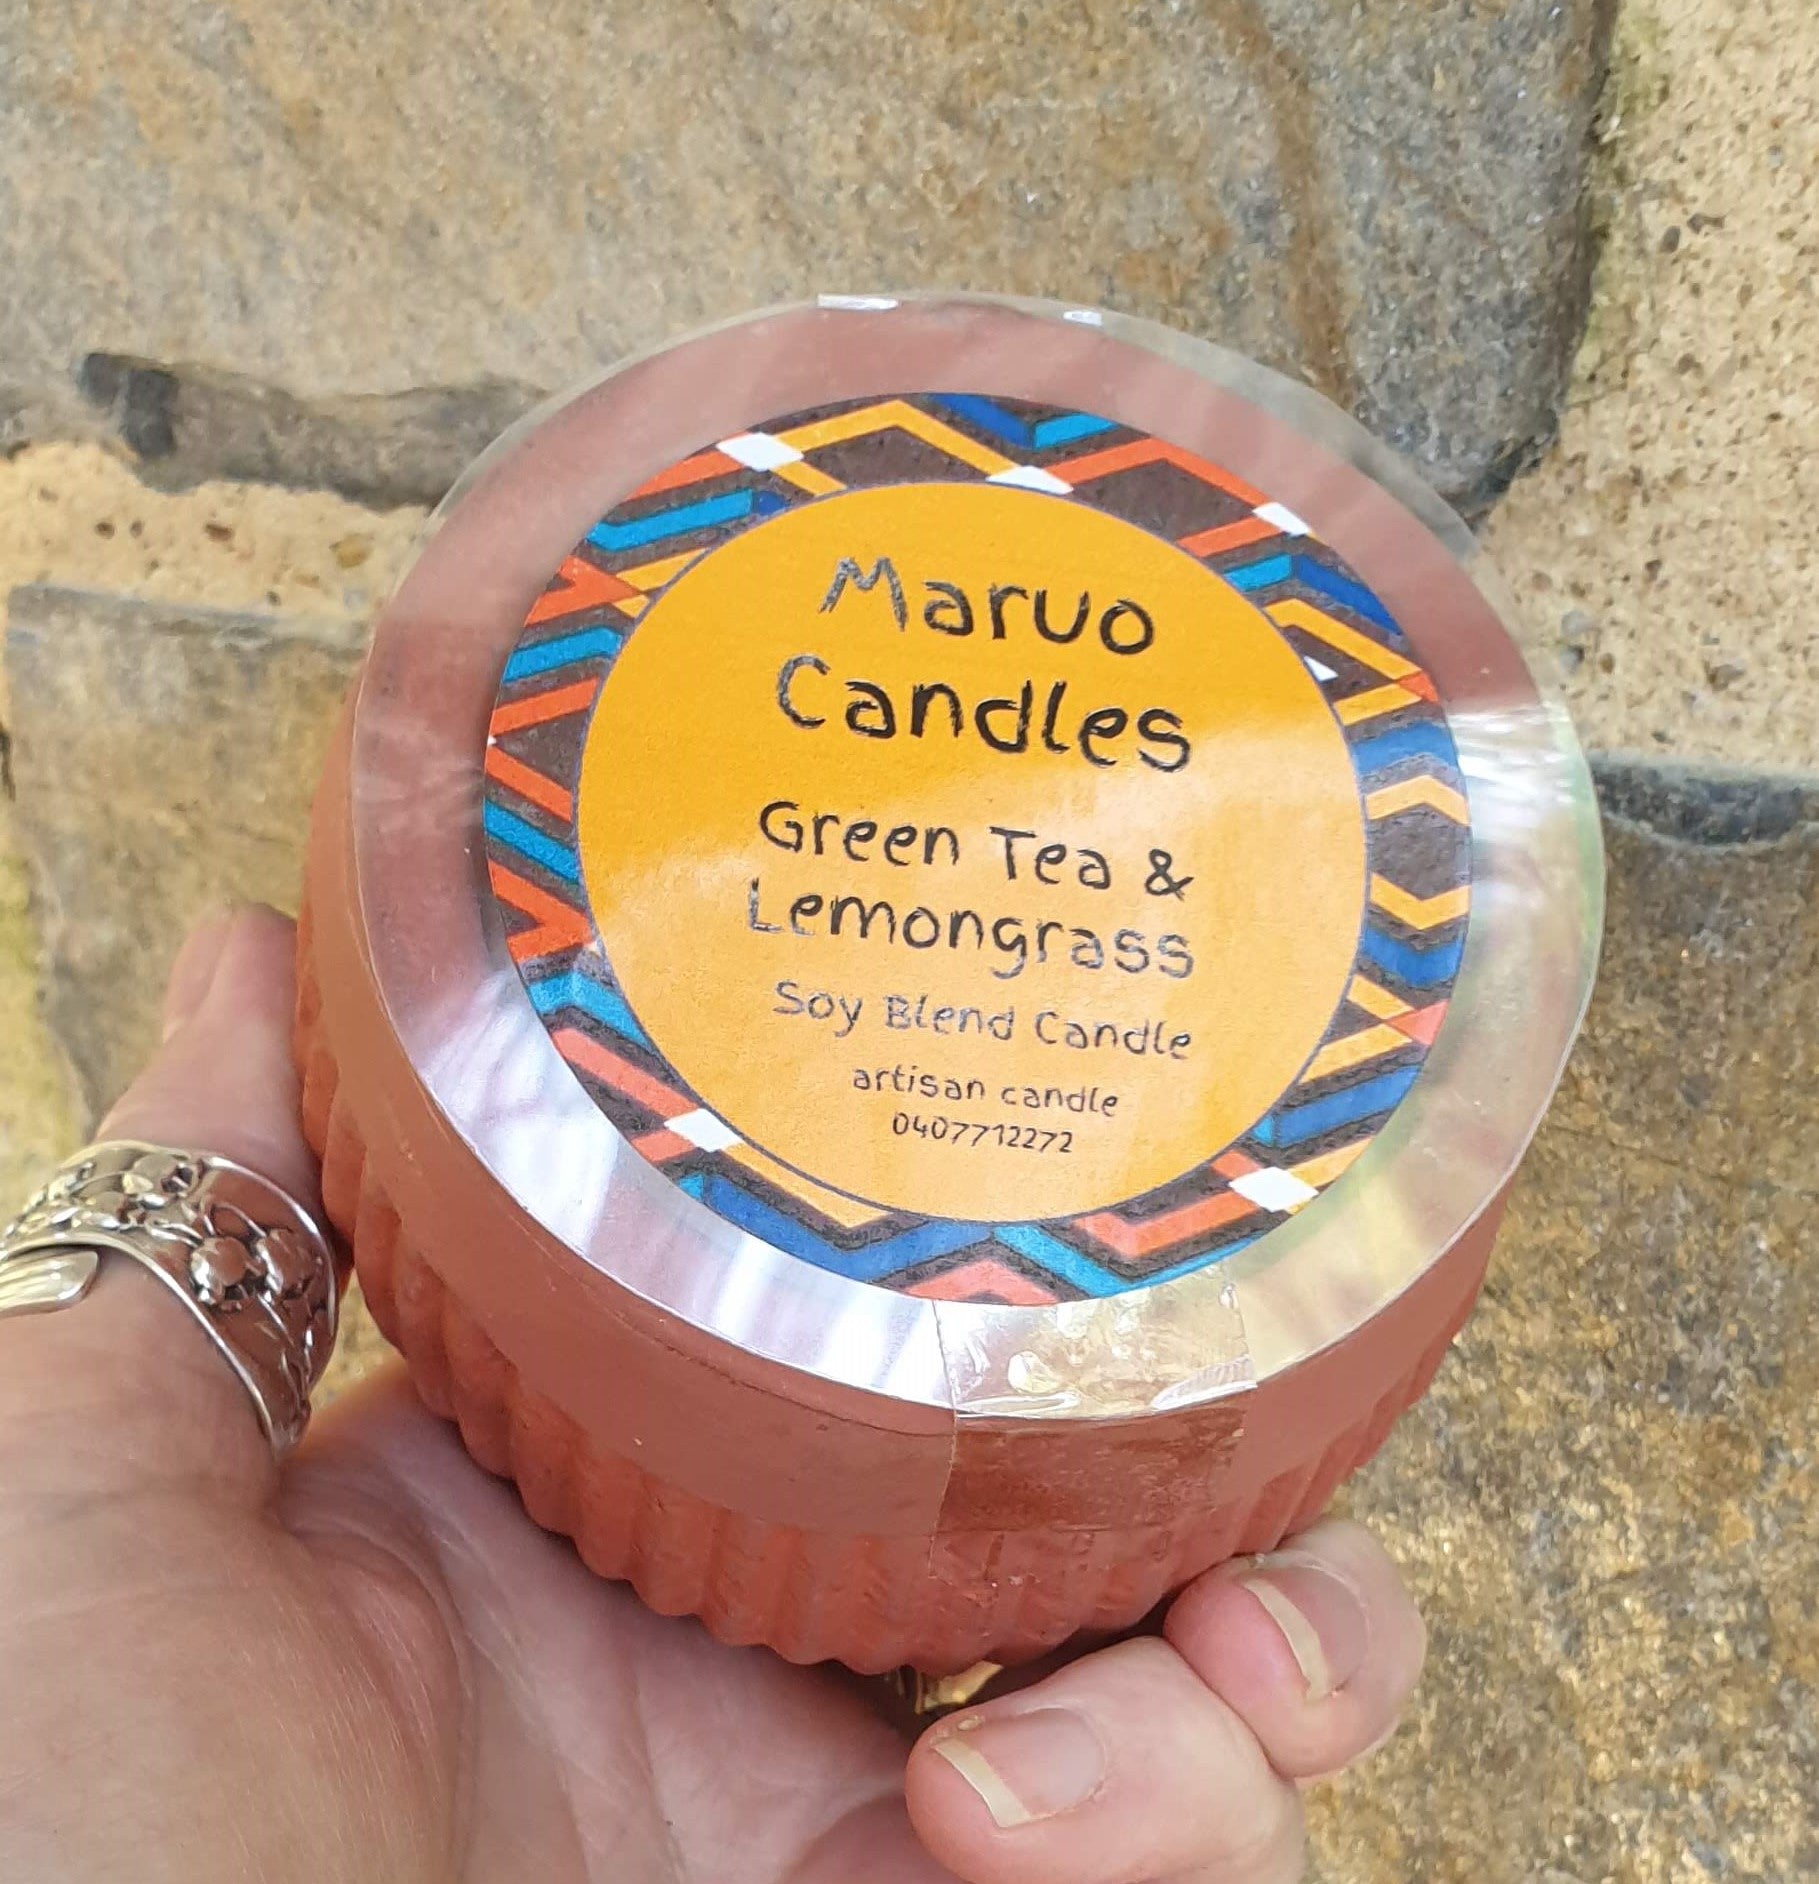 Maruo
Candles
Green Tea &
Lemongrass
Soy Blend Candle
artisan candle
0407712272